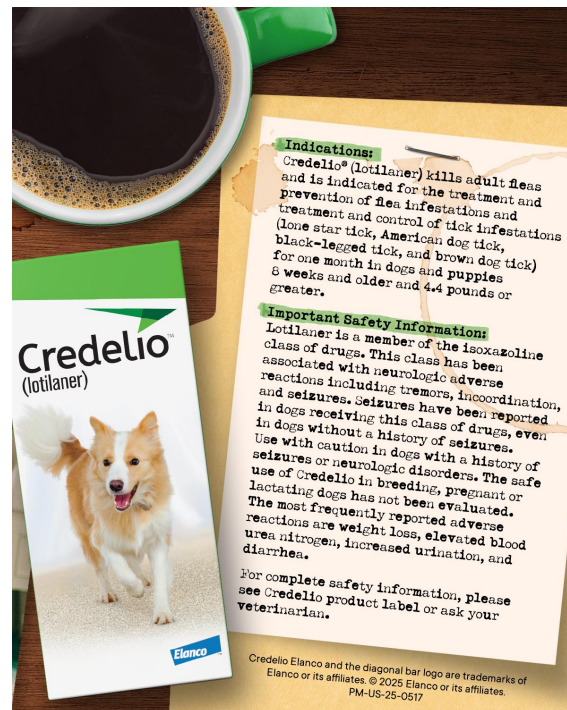 Indications:
Credelio® (lotilaner) kills adult fleas
and is indicated for the treatment and
prevention of flea infestations and
treatment and control of tick infestations
(lone star tick, American dog tick,
black-legged tick, and brown dog tick)
for one month in dogs and puppies
8 weeks and older and 4.4 pounds or
greater.
Important Safety Information:
Lotilaner is a member of the isoxazoline
class of drugs. This class has been
associated with neurologic adverse
reactions including tremors, incoordination,
and seizures. Seizures have been reported
in dogs receiving this class of drugs, even
in dogs without a history of seizures.
Use with caution in dogs with a history of
seizures or neurologic disorders. The safe
use of Credelio in breeding, pregnant or
lactating dogs has not been evaluated.
The most frequently reported adverse
reactions are weight loss, elevated blood
urea nitrogen, increased urination, and
diarrhea.
For complete safety information, please
see Credelio product label or ask your
veterinarian.
Credelio™
(lotilaner)
Elanco
Credelio Elanco and the diagonal bar logo are trademarks of
Elanco or its affiliates. © 2025 Elanco or its affiliates.
PM-US-25-0517